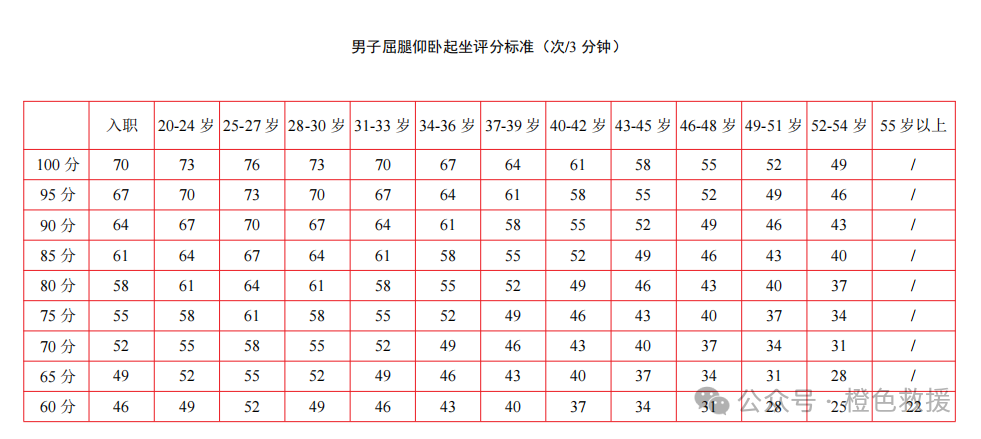 男子屈腿仰卧起坐评分标准（次/3 分钟）
入职 20-24 岁 25-27 岁 28-30 岁 31-33 岁 34-36 岁 37-39 岁 40-42 岁 43-45 岁 46-48 岁 49-51 岁 52-54 岁 55 岁以上
100 分 70 73 76 73 70 67 64 61 58 55 52 49 /
95 分 67 70 73 70 67 64 61 58 55 52 49 46 /
90 分 64 67 70 67 64 61 58 55 52 49 46 43 /
85 分 61 64 67 64 61 58 55 52 49 46 43 40 /
80 分 58 61 64 61 58 55 52 49 46 43 40 37 /
75 分 55 58 61 58 55 52 49 46 43 40 37 34 /
70 分 52 55 58 55 52 49 46 43 40 37 34 31 /
65 分 49 52 55 52 49 46 43 40 37 34 31 28 /
60 分 46 49 52 49 46 43 40 37 34 31 28 25 22
公众号 · 橙色救援